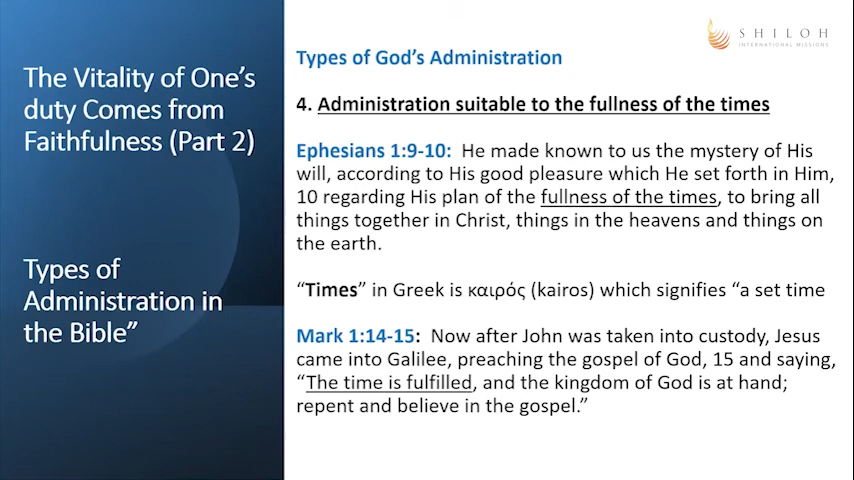 The Vitality of One’s
duty Comes from
Faithfulness (Part 2)
Types of
Administration in
the Bible”
SHILOH
INTERNATIONAL MISSIONS
Types of God’s Administration
4. Administration suitable to the fullness of the times
Ephesians 1:9-10: He made known to us the mystery of His
will, according to His good pleasure which He set forth in Him,
10 regarding His plan of the fullness of the times, to bring all
things together in Christ, things in the heavens and things on
the earth.
“Times” in Greek is καιρός (kairos) which signifies “a set time
Mark 1:14-15: Now after John was taken into custody, Jesus
came into Galilee, preaching the gospel of God, 15 and saying,
“The time is fulfilled, and the kingdom of God is at hand;
repent and believe in the gospel.”